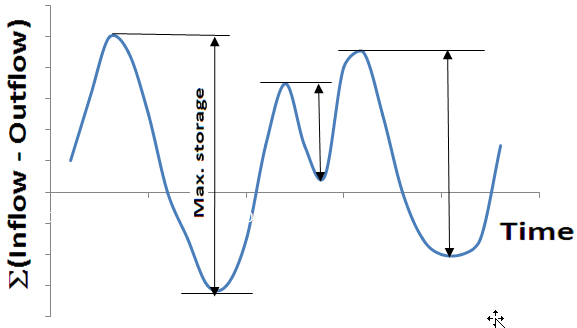 Σ(Inflow - Outflow)
Max. storage
Time